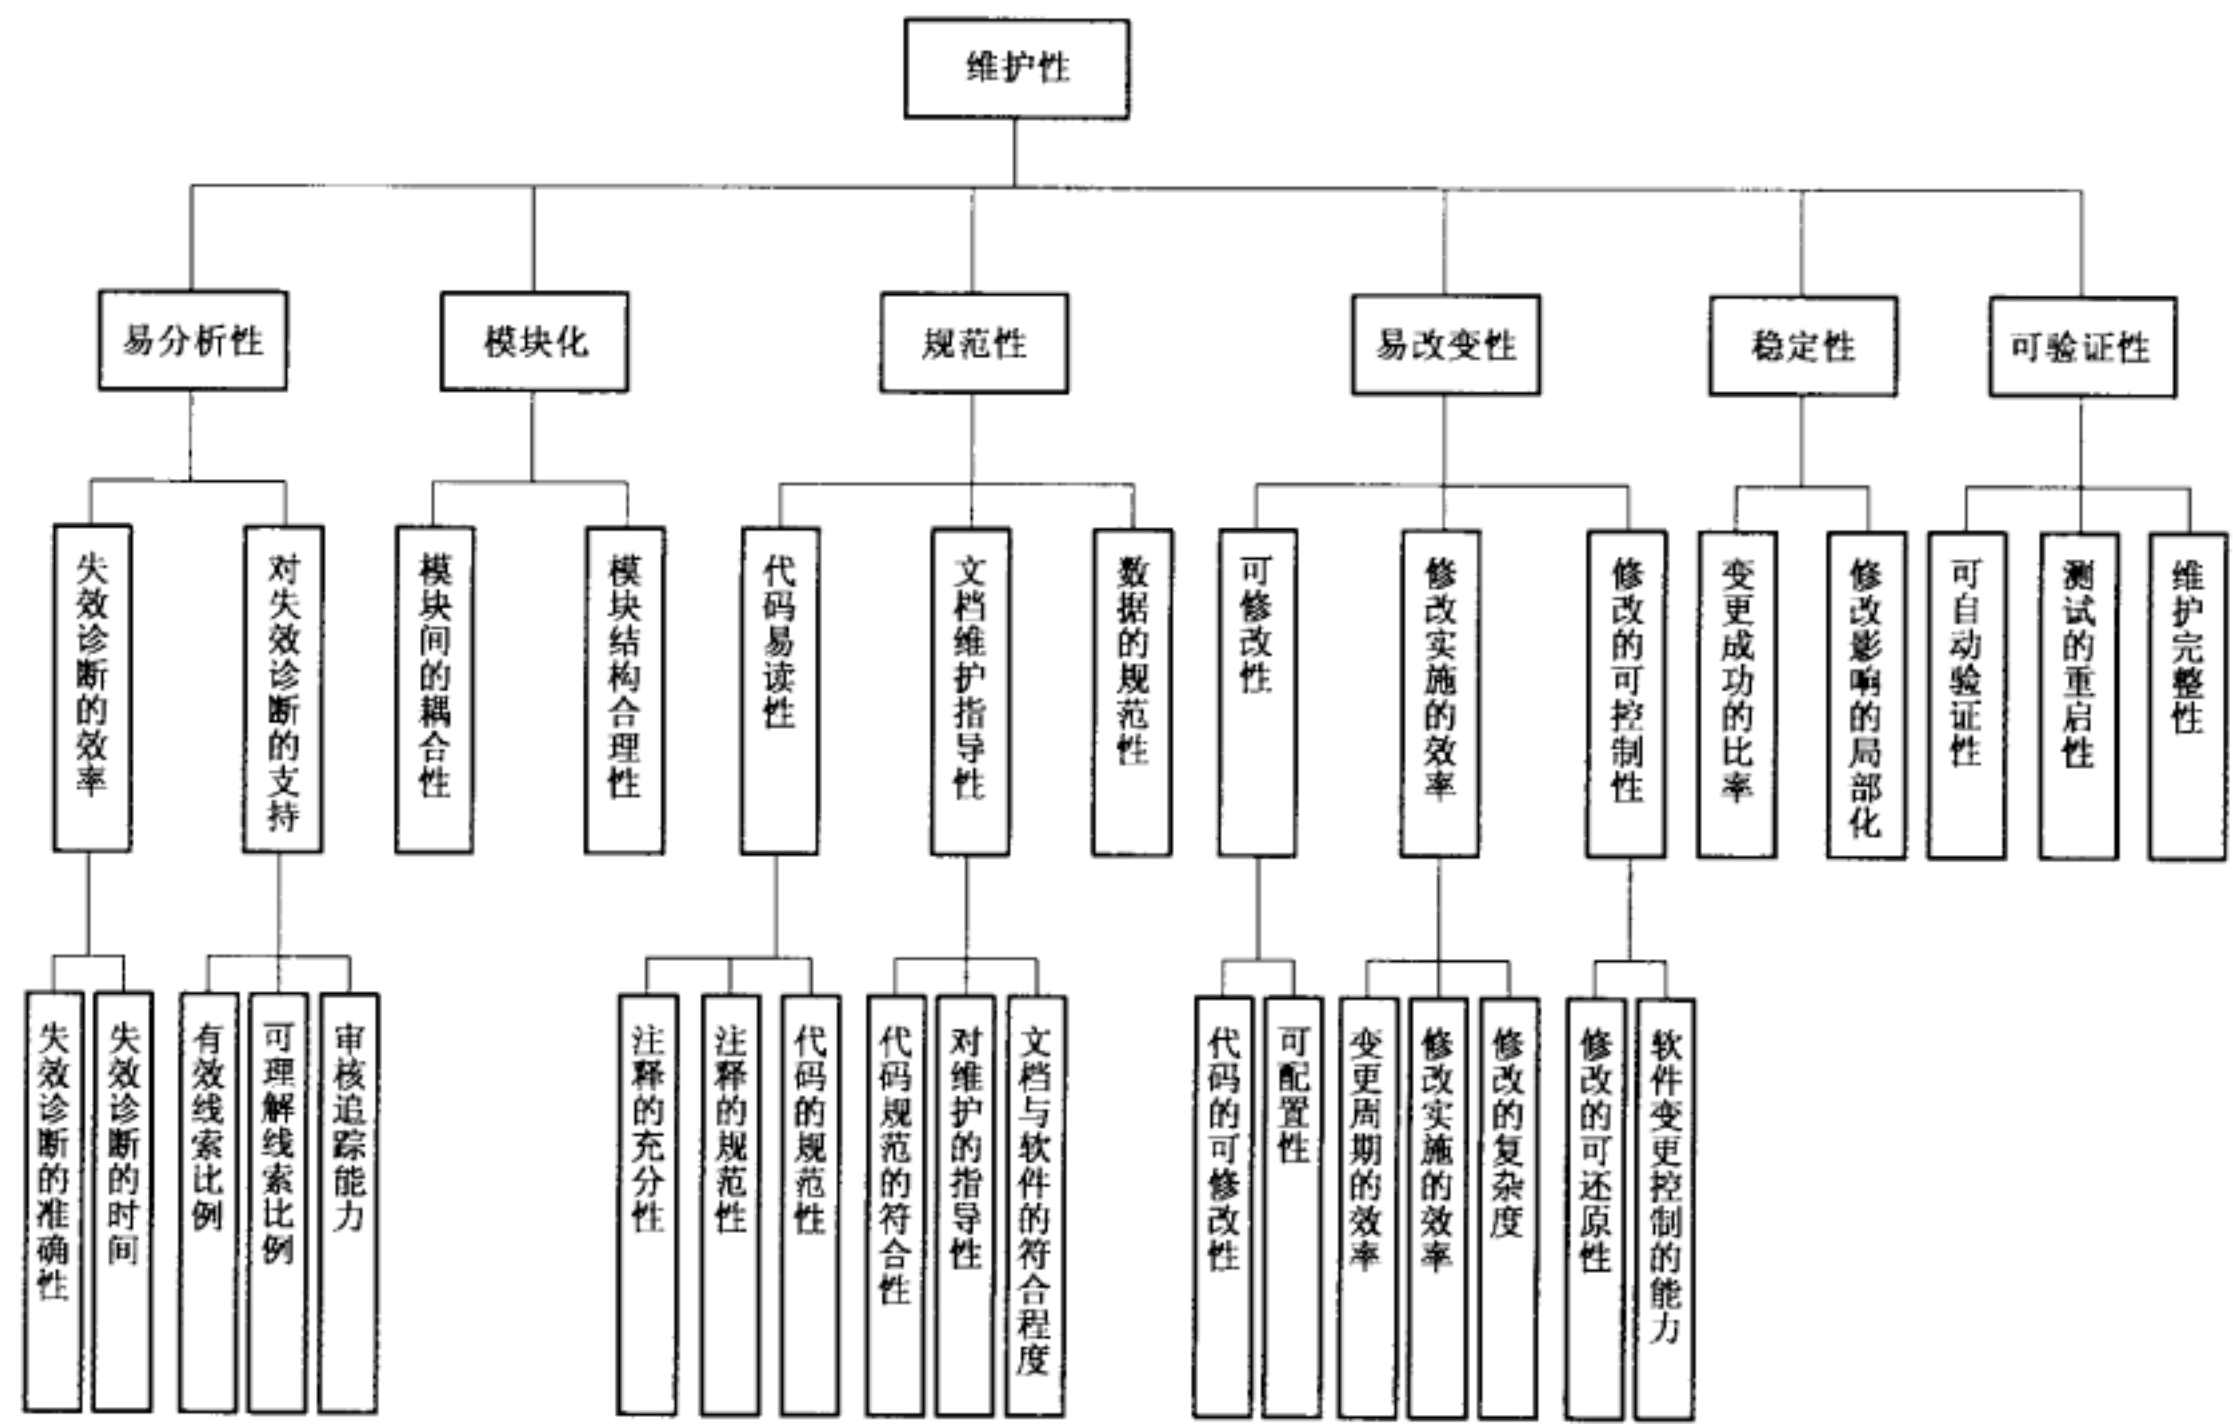 维护性
易分析性
模块化
规范性
易改变性
稳定性
可验证性
失效诊断的效率
对失效诊断的支持
模块间的耦合性
模块结构合理性
代码易读性
文档维护指导性
数据的规范性
可修改性
修改实施的效率
修改的可控制性
变更成功的比率
修改影响的局部化
可自动验证性
测试的重启性
维护完整性
失效诊断的准确性
失效诊断的时间
有效线索比例
可理解线索比例
审核追踪能力
注释的充分性
注释的规范性
代码的规范性
代码规范的符合性
对维护的指导性
文档与软件的符合程度
代码的可修改性
可配置性
变更周期的效率
修改实施的效率
修改的复杂度
修改的可还原性
软件变更控制的能力